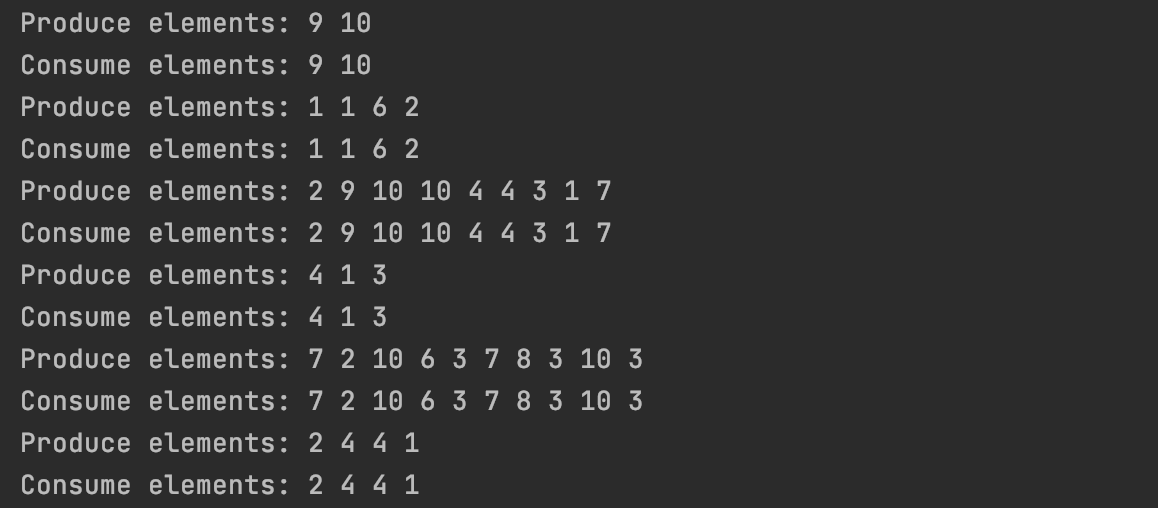 Produce elements: 9 10
Consume elements: 9 10
Produce elements: 1 1 6 2
Consume elements: 1 1 6 2
Produce elements: 2 9 10 10 4 4 3 1 7
Consume elements: 2 9 10 10 4 4 3 1 7
Produce elements: 4 1 3
Consume elements: 4 1 3
Produce elements: 7 2 10 6 3 7 8 3 10 3
Consume elements: 7 2 10 6 3 7 8 3 10 3
Produce elements: 2 4 4 1
Consume elements: 2 4 4 1